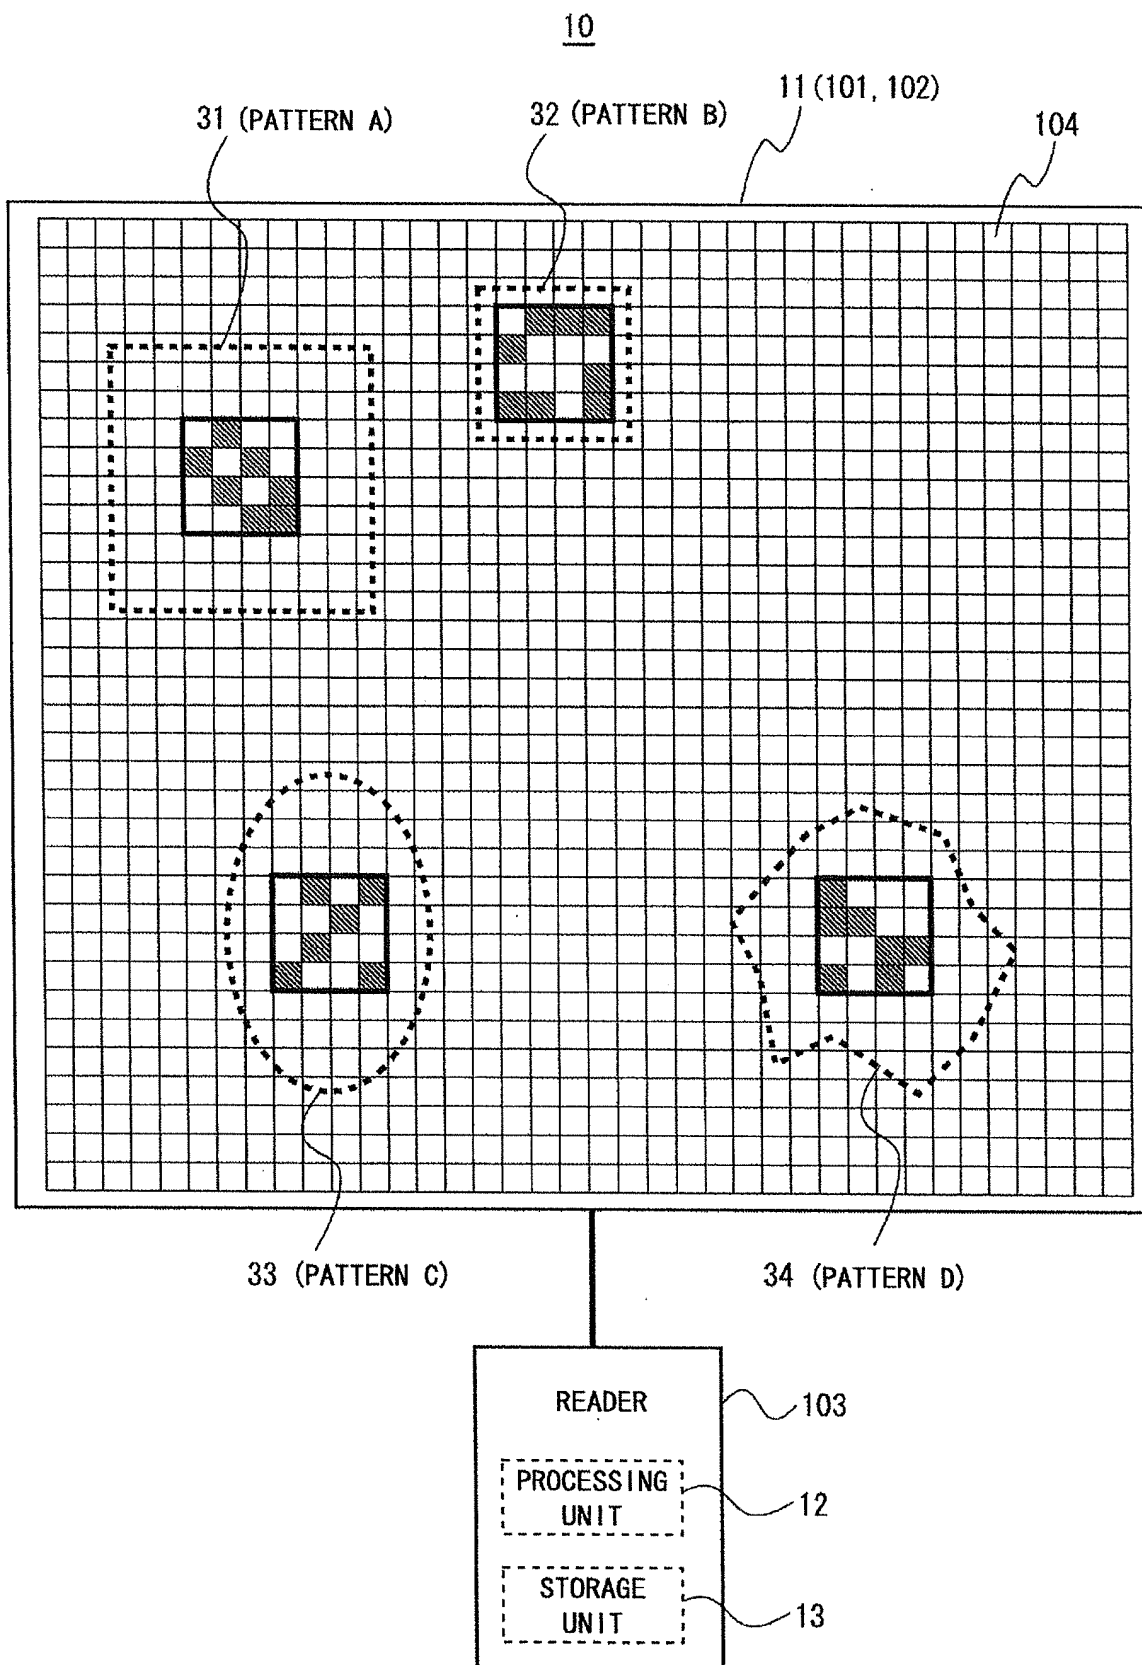 10
11(101, 102)
31 (PATTERN A)
32 (PATTERN B)
104
33 (PATTERN C)
34 (PATTERN D)
READER
103
PROCESSING
UNIT
12
STORAGE
UNIT
13